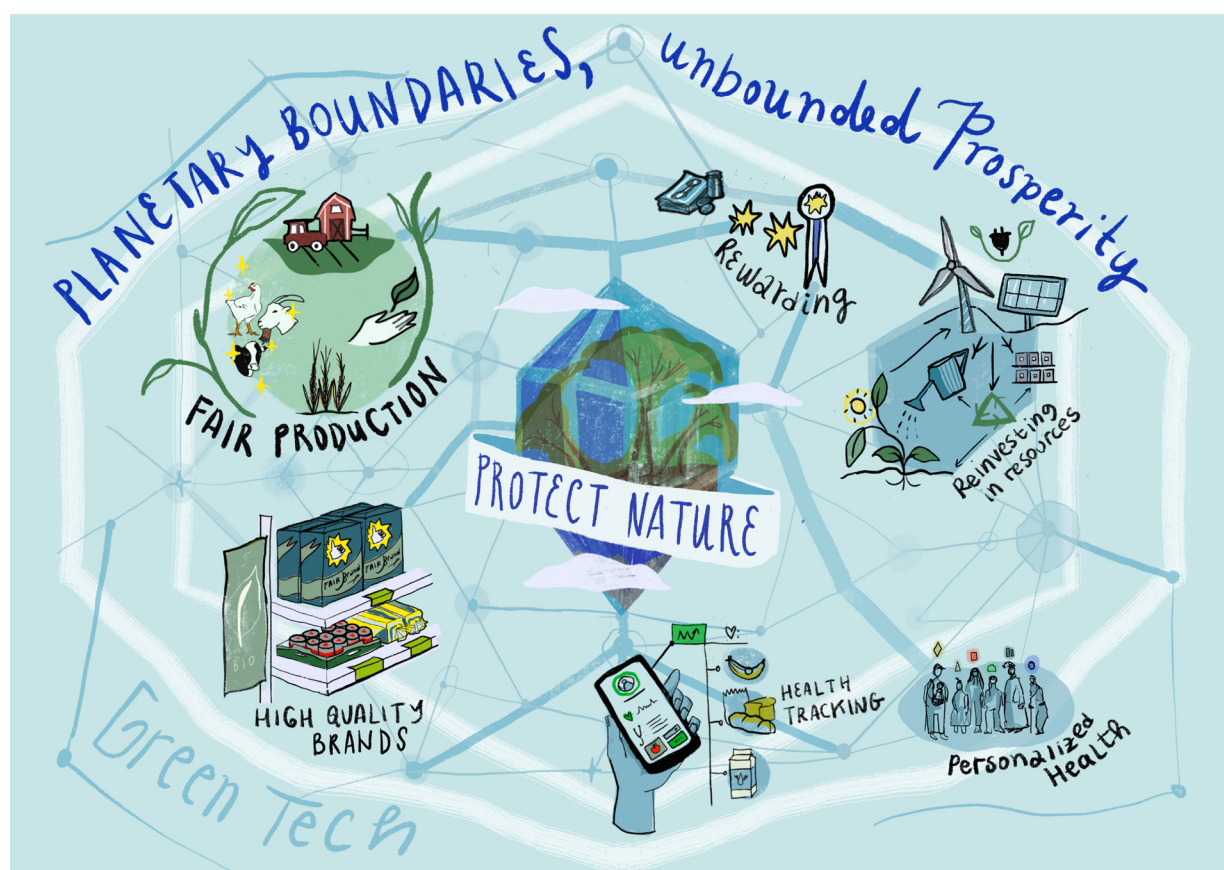 PLANETARY BOUNDARIES,
unbounded Prosperity
REWARDING
FAIR PRODUCTION
Reinvesting
in resources
PROTECT NATURE
BIO
HIGH QUALITY
BRANDS
HEALTH
TRACKING
Personalized
Health
Green Tech